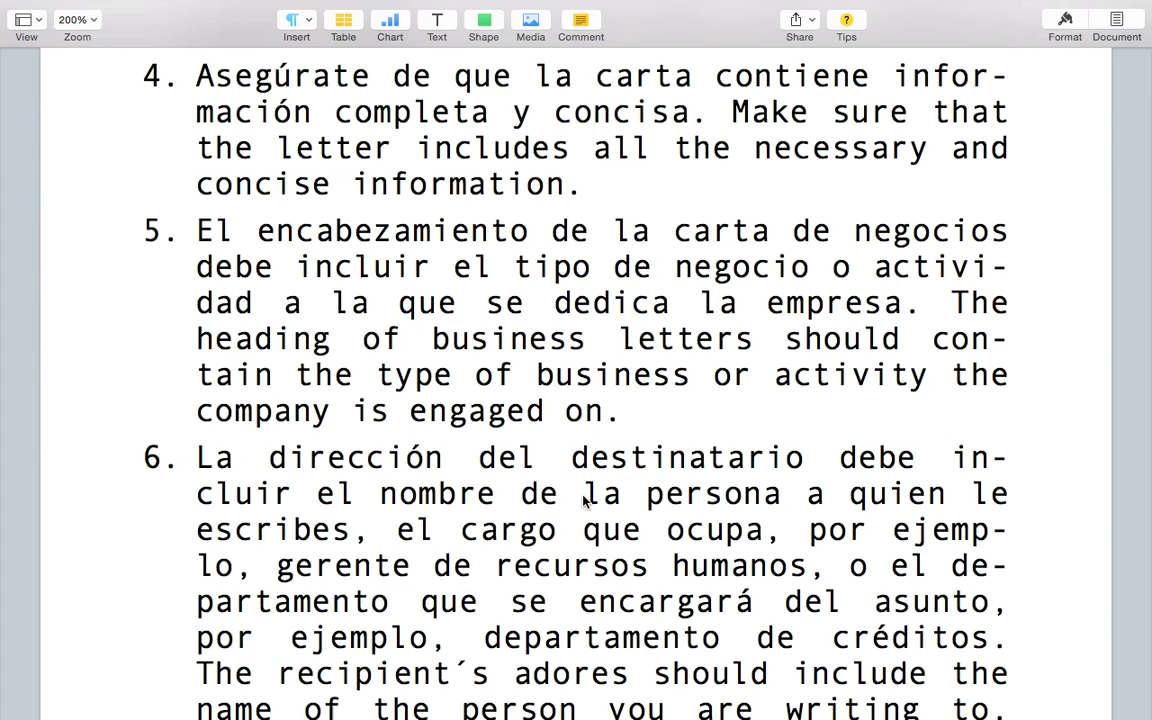 200%
View
Zoom
Insert
Table
Chart
Text
Shape
Media
Comment
Share
Tips
Format
Document
4. Asegúrate de que la carta contiene infor-
mación completa y concisa. Make sure that
the letter includes all the necessary and
concise information.
5. El encabezamiento de la carta de negocios
debe incluir el tipo de negocio o activi-
dad a la que se dedica la empresa. The
heading of business letters should con-
tain the type of business or activity the
company is engaged on.
6. La dirección del destinatario debe in-
cluir el nombre de la persona a quien le
escribes, el cargo que ocupa, por ejemp-
lo, gerente de recursos humanos, o el de-
partamento que se encargará del asunto,
por ejemplo, departamento de créditos.
The recipient´s adores should include the
name of the person you are writing to,